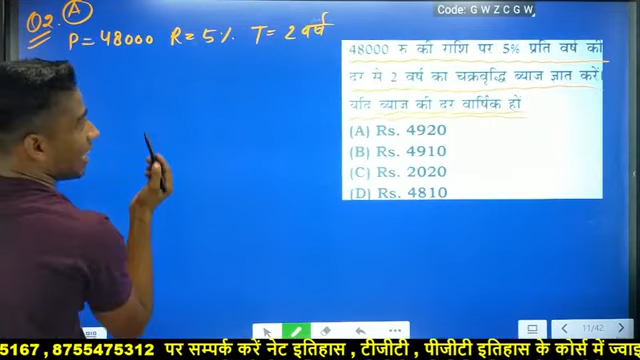 Code: G W Z C G W
Q2. A
P = 48000 R = 5% T = 2 वर्ष
48000 रु की राशि पर 5% प्रति वर्ष की
दर से 2 वर्ष का चक्रवृद्धि ब्याज ज्ञात करें।
यदि ब्याज की दर वार्षिक हों
(A) Rs. 4920
(B) Rs. 4910
(C) Rs. 2020
(D) Rs. 4810
11/42
5167 , 8755475312 पर सम्पर्क करें नेट इतिहास , टीजीटी , पीजीटी इतिहास के कोर्स में